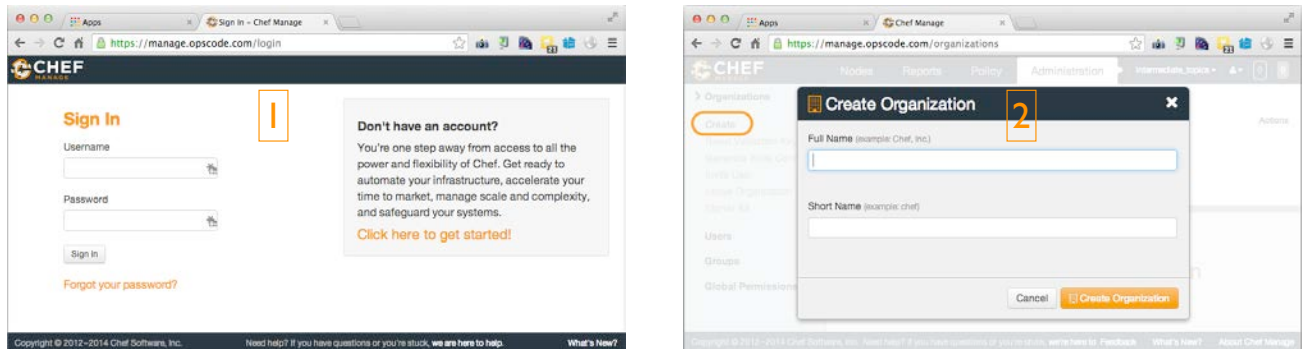 Apps
Sign In - Chef Manage
https://manage.opscode.com/login
CHEF
MANAGE
Sign In
Username
Password
Sign In
Forgot your password?
1
Don't have an account?
You're one step away from access to all the
power and flexibility of Chef. Get ready to
automate your infrastructure, accelerate your
time to market, manage scale and complexity,
and safeguard your systems.
Click here to get started!
Copyright © 2012–2014 Chef Software, Inc.
Need help? If you have questions or you're stuck, we are here to help.
What's New?
Apps
Chef Manage
https://manage.opscode.com/organizations
CHEF
MANAGE
Nodes
Reports
Policy
Administration
Organizations
Create
Actions
Create Organization
2
Full Name (example: Chef, Inc.)
Short Name (example: chef)
Cancel
Create Organization
Users
Groups
Global Permissions
What's New?
About Chef Manage